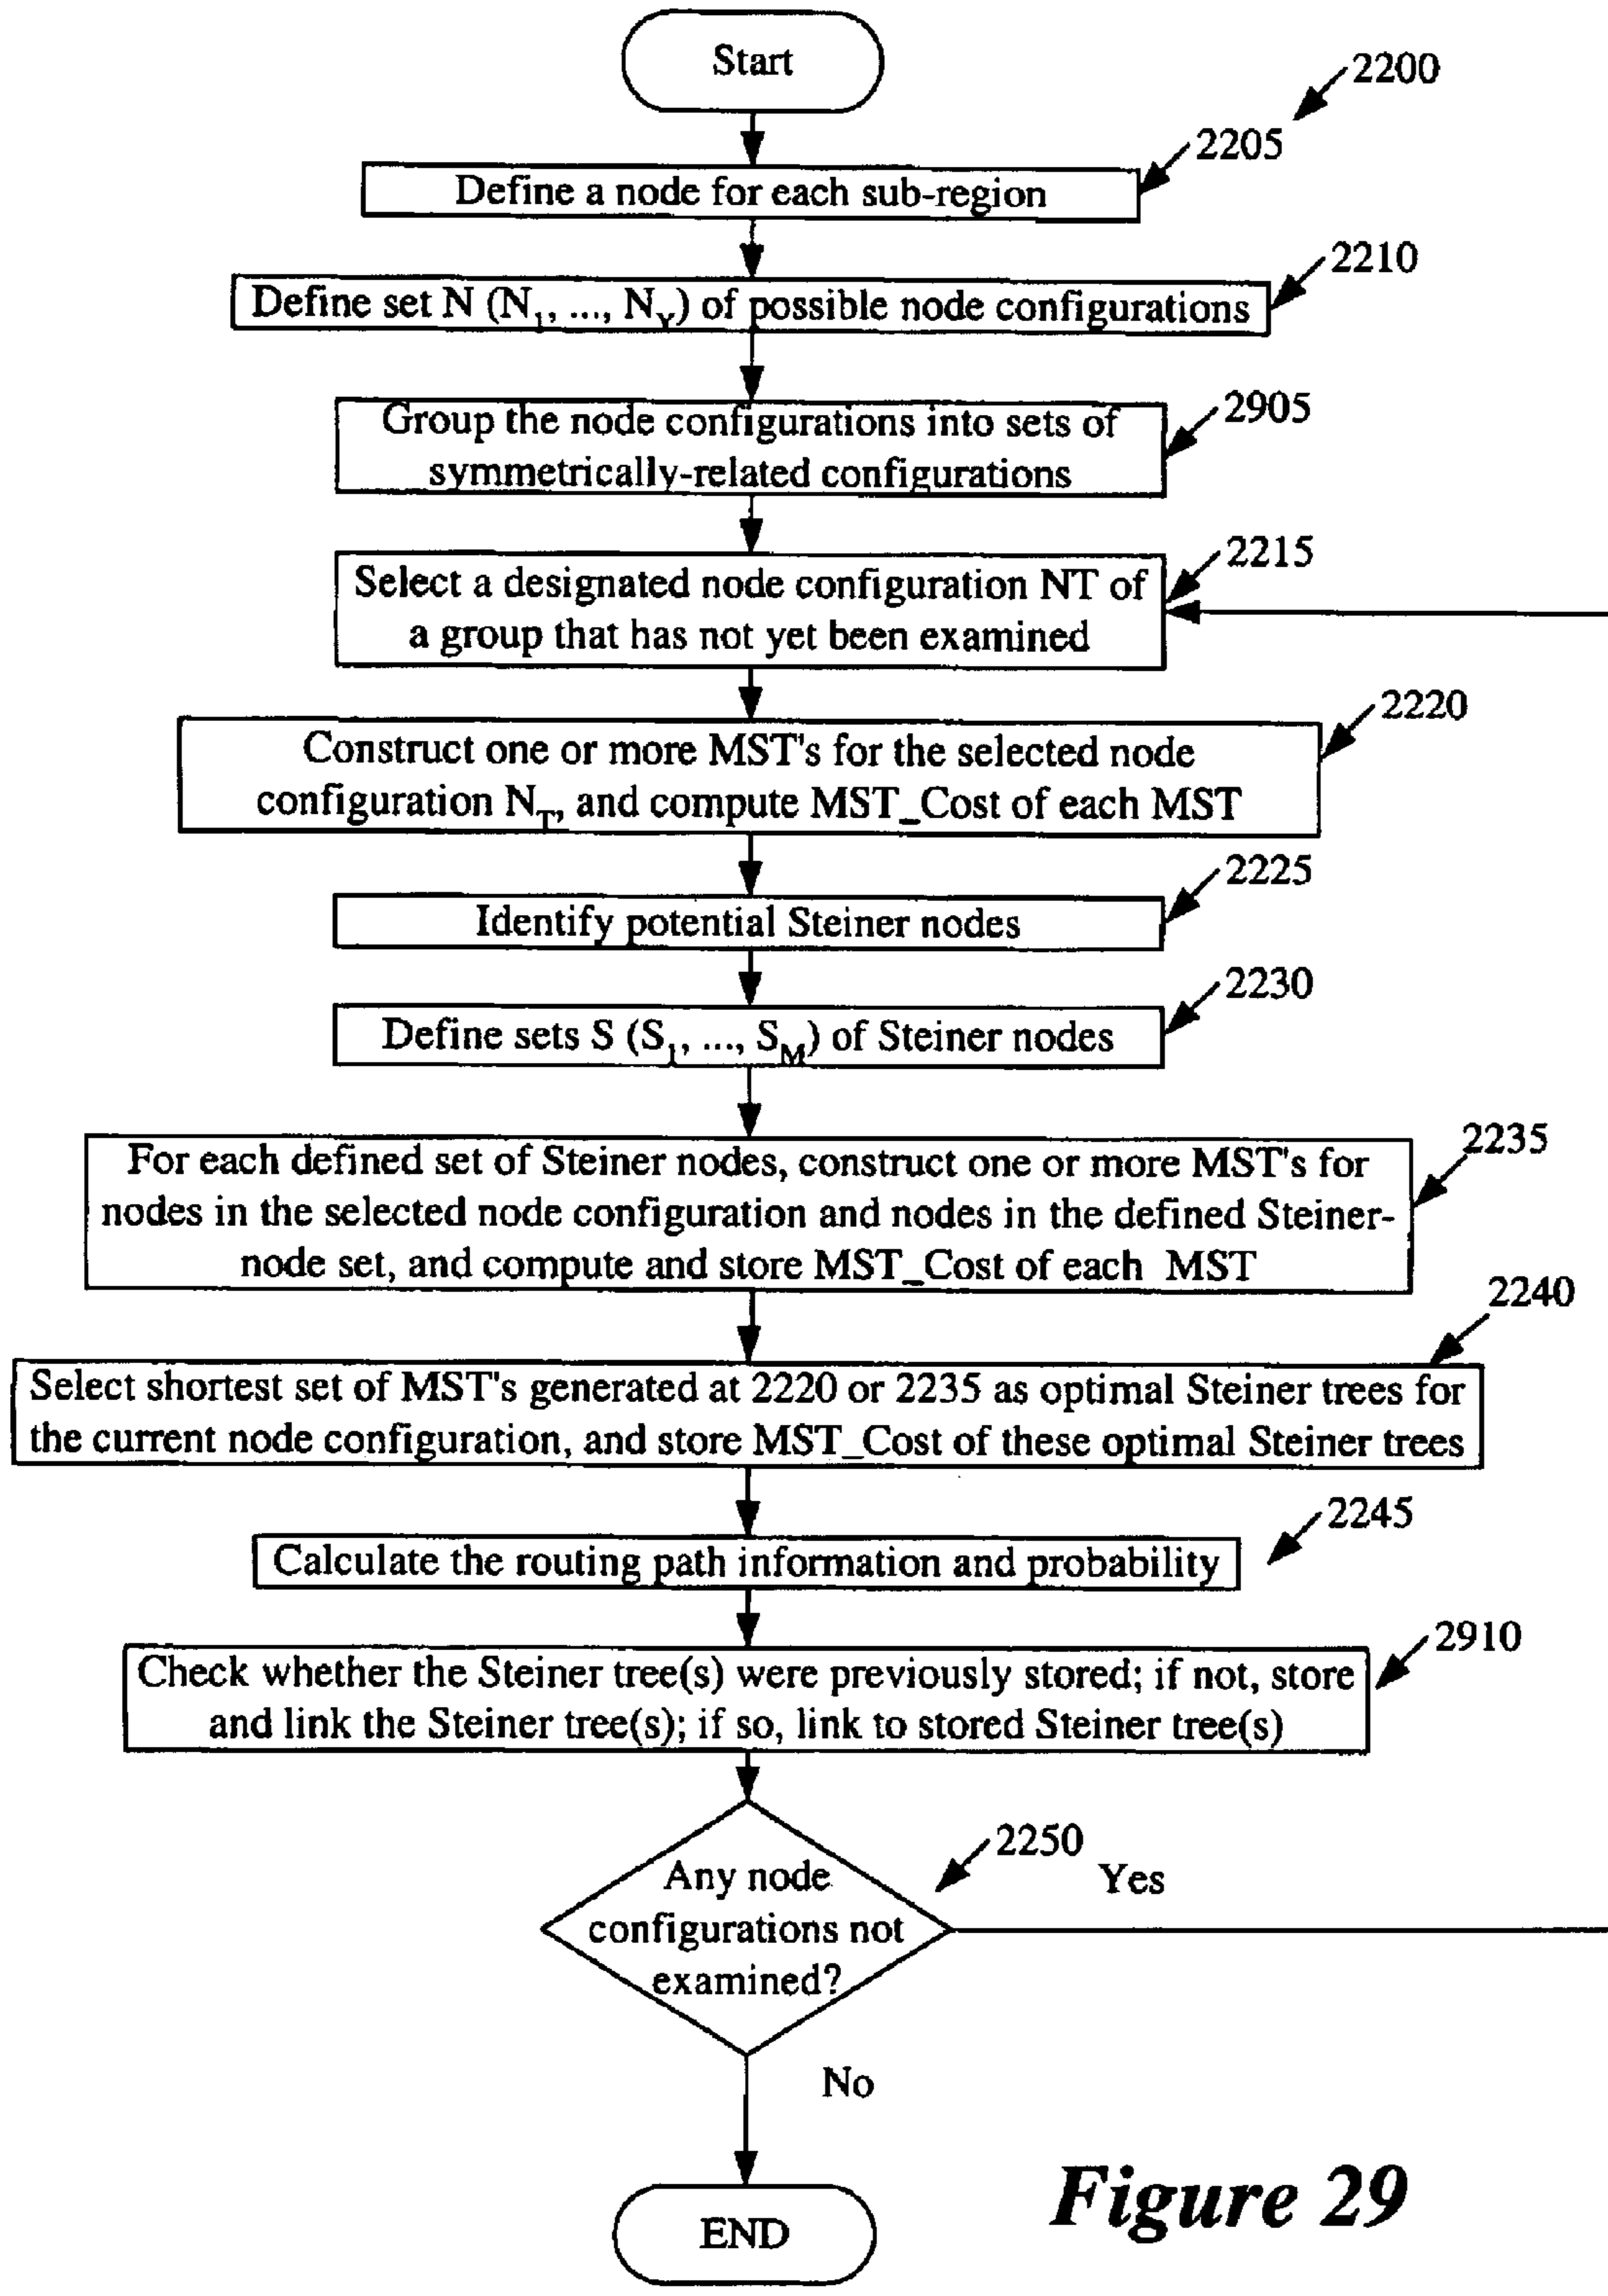 Start
2200
2205
Define a node for each sub-region
2210
Define set N (N1, ..., NY) of possible node configurations
2905
Group the node configurations into sets of
symmetrically-related configurations
2215
Select a designated node configuration NT of
a group that has not yet been examined
2220
Construct one or more MST's for the selected node
configuration NT, and compute MST_Cost of each MST
2225
Identify potential Steiner nodes
2230
Define sets S (S1, ..., SM) of Steiner nodes
2235
For each defined set of Steiner nodes, construct one or more MST's for
nodes in the selected node configuration and nodes in the defined Steiner-
node set, and compute and store MST_Cost of each MST
2240
Select shortest set of MST's generated at 2220 or 2235 as optimal Steiner trees for
the current node configuration, and store MST_Cost of these optimal Steiner trees
2245
Calculate the routing path information and probability
2910
Check whether the Steiner tree(s) were previously stored; if not, store
and link the Steiner tree(s); if so, link to stored Steiner tree(s)
2250
Yes
Any node
configurations not
examined?
No
END
Figure 29